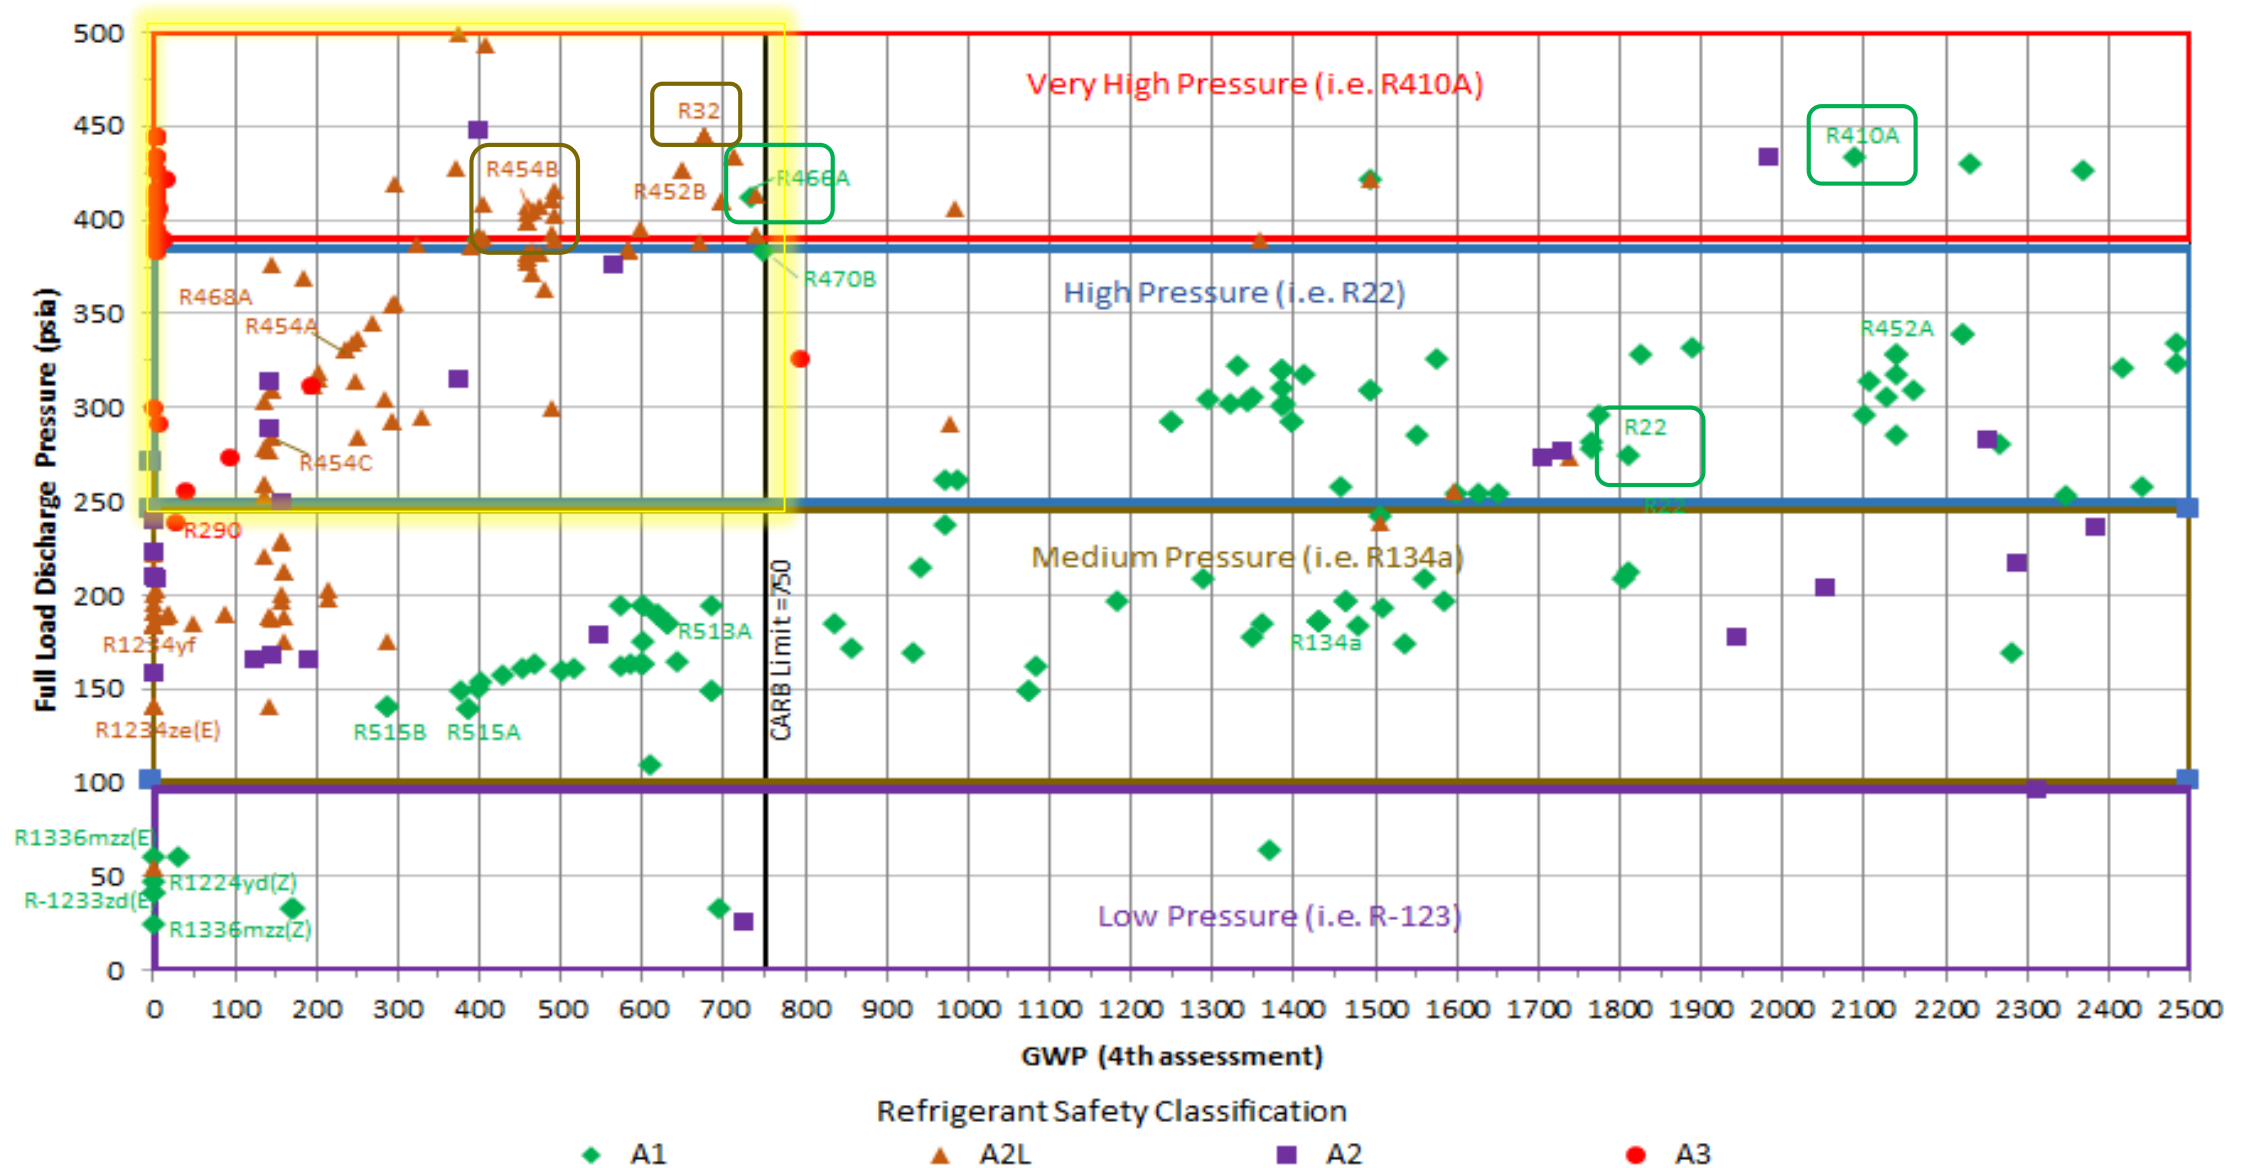 500
Very High Pressure (i.e. R410A)
R32
450
R410A
R454B
R452B
R466A
400
R470B
High Pressure (i.e. R22)
R468A
350
R454A
R452A
300
R22
R454C
250
R22
R290
Medium Pressure (i.e. R134a)
200
R1234yf
R513A
R134a
150
R1234ze(E)
R515B
R515A
CARB Limit =750
100
R1336mzz(E)
50
R1224yd(Z)
R-1233zd(E)
R1336mzz(Z)
Low Pressure (i.e. R-123)
0
Full Load Discharge Pressure (psia)
0 100 200 300 400 500 600 700 800 900 1000 1100 1200 1300 1400 1500 1600 1700 1800 1900 2000 2100 2200 2300 2400 2500
GWP (4th assessment)
Refrigerant Safety Classification
A1 A2L A2 A3